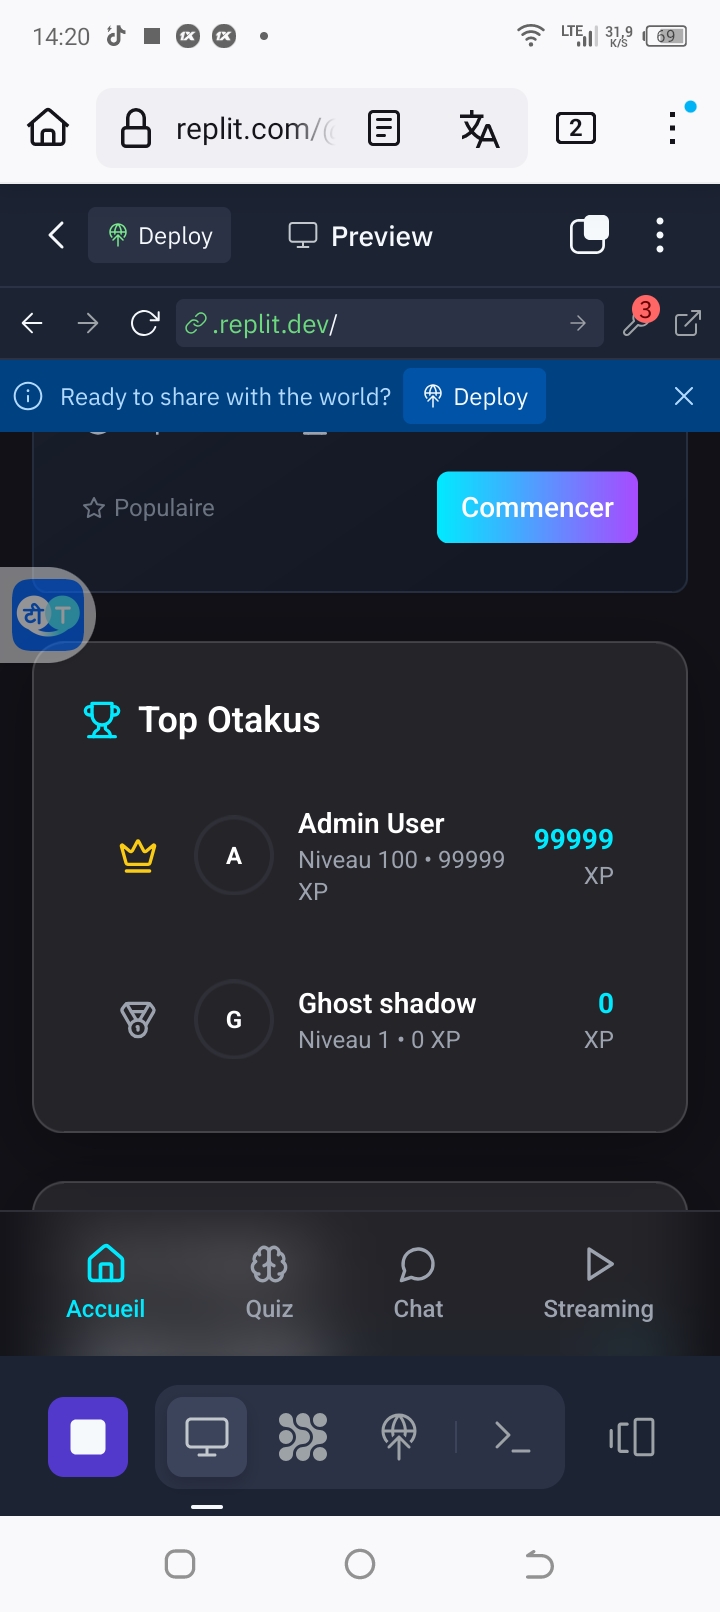 14:20
LTE
31,9
K/S
69
replit.com/(
2
Deploy
Preview
.replit.dev/
3
Ready to share with the world?
Deploy
Populaire
Commencer
टी T
Top Otakus
A
Admin User
Niveau 100 • 99999
XP
99999
XP
G
Ghost shadow
Niveau 1 • 0 XP
0
XP
Accueil
Quiz
Chat
Streaming